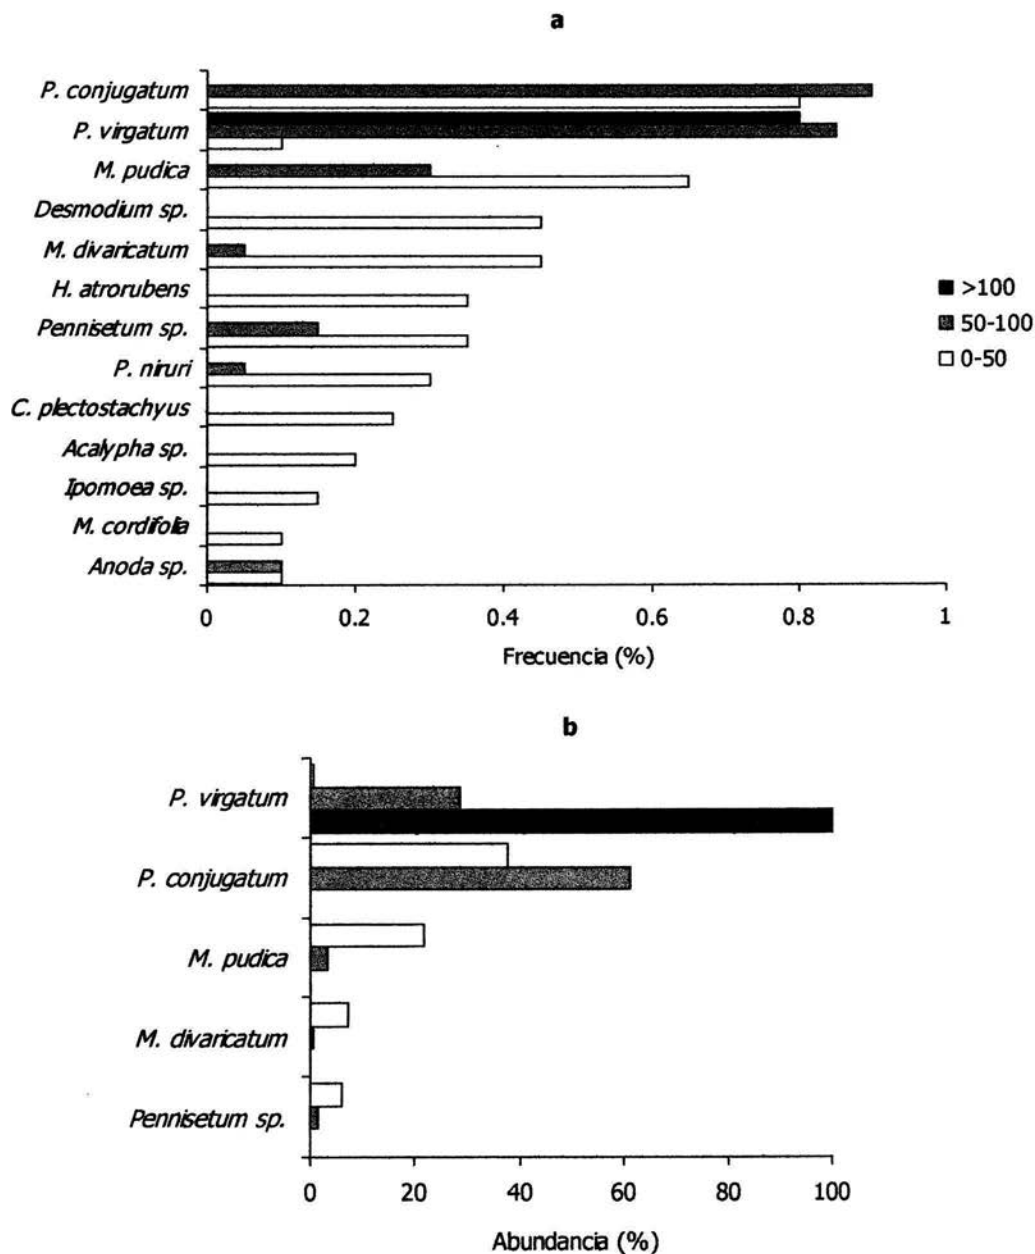 a
P. conjugatum
P. virgatum
M. pudica
Desmodium sp.
M. divaricatum
H. atrorubens
Pennisetum sp.
P. niruri
C. plectostachyus
Acalypha sp.
Ipomoea sp.
M. cordifolia
Anoda sp.
0 0.2 0.4 0.6 0.8 1
Frecuencia (%)
>100
50-100
0-50
b
P. virgatum
P. conjugatum
M. pudica
M. divaricatum
Pennisetum sp.
0 20 40 60 80 100
Abundancia (%)